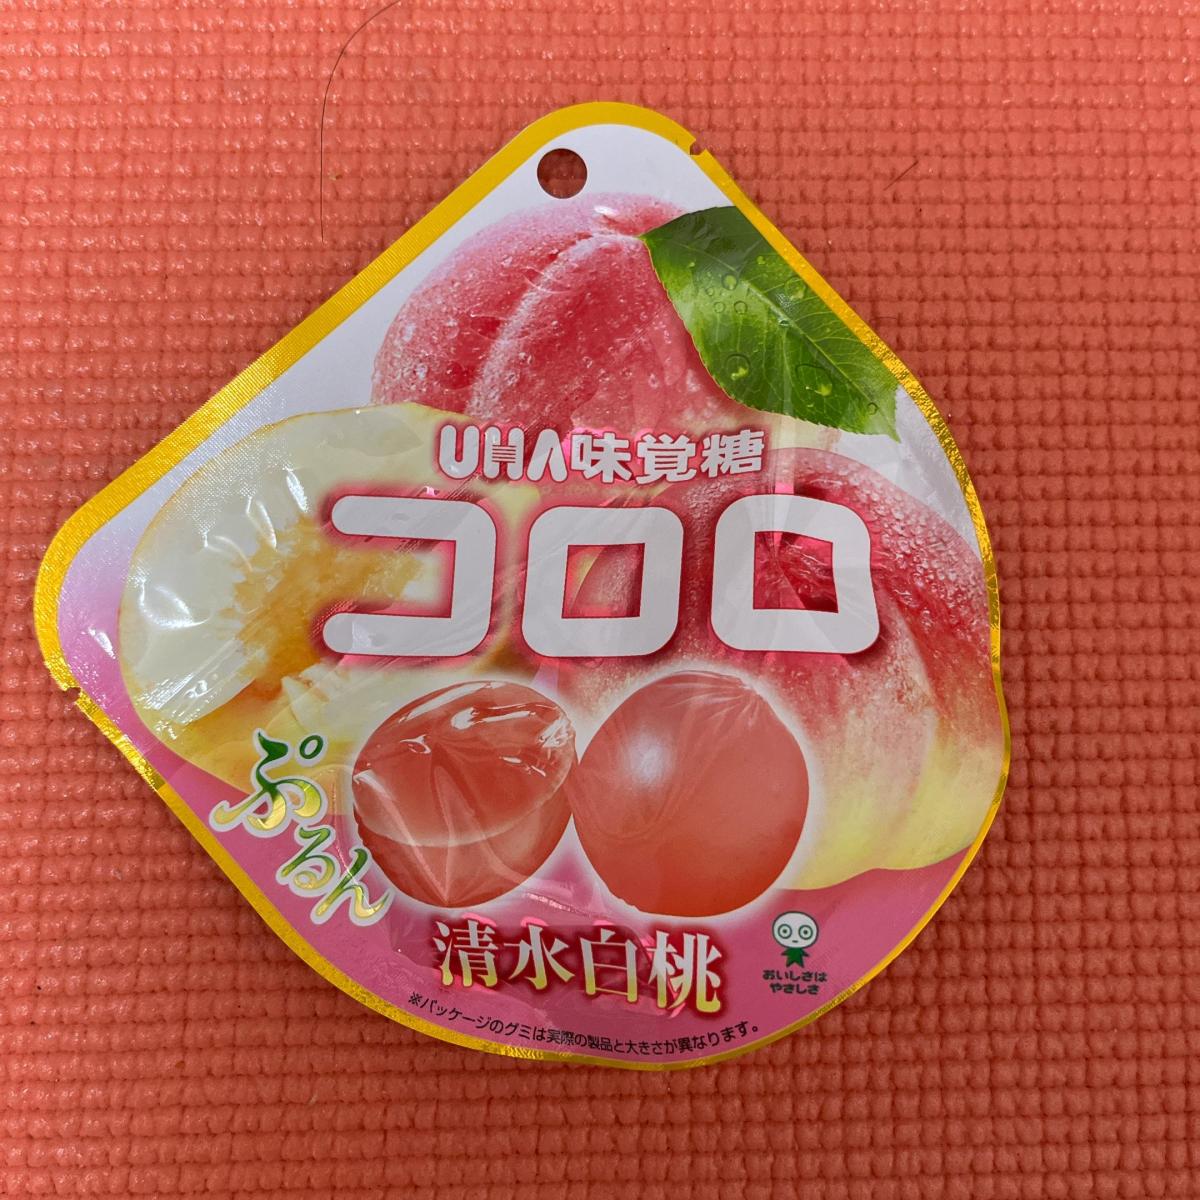 UHA味覚糖
コロロ
ぷるん
清水白桃
おいしさは
やさしさ
※パッケージのグミは実際の製品と大きさが異なります。